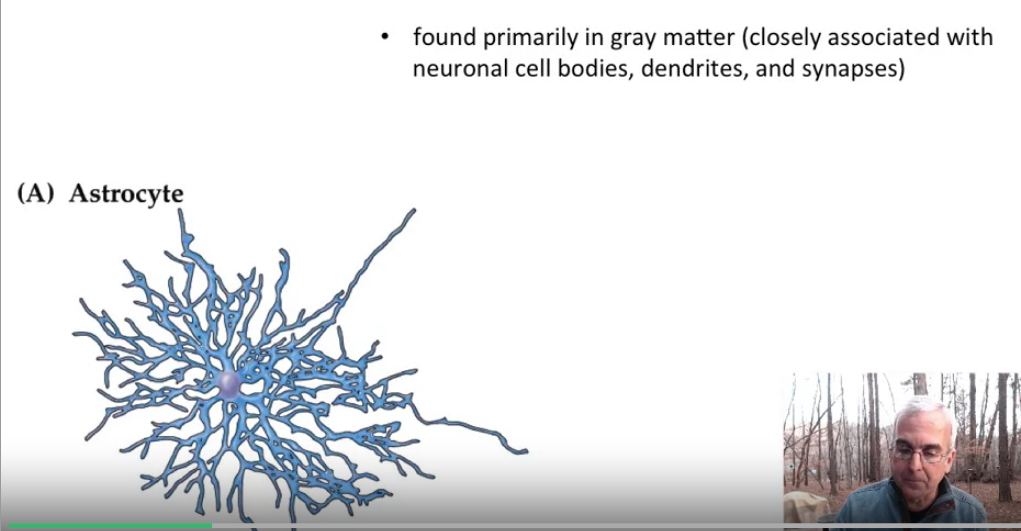 • found primarily in gray matter (closely associated with
neuronal cell bodies, dendrites, and synapses)
(A) Astrocyte